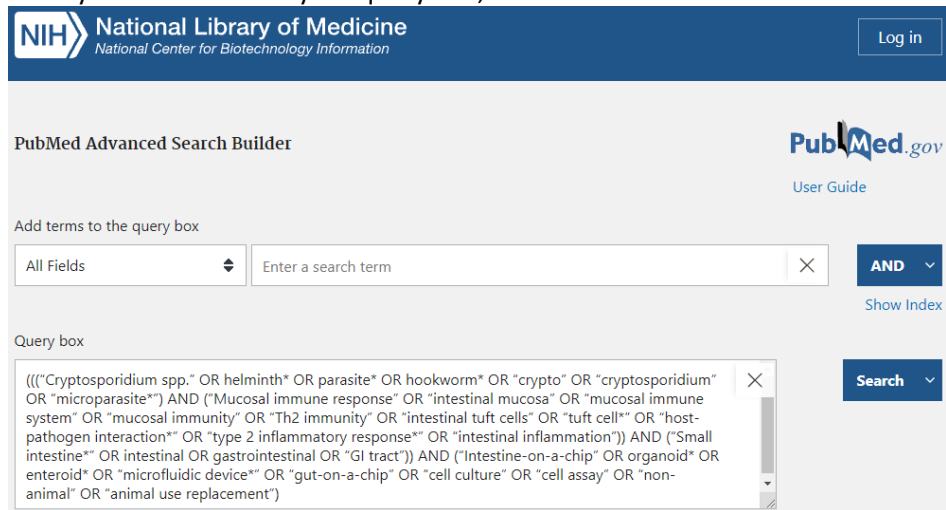 NIH National Library of Medicine
National Center for Biotechnology Information
Log in
PubMed Advanced Search Builder
PubMed.gov
User Guide
Add terms to the query box
All Fields
Enter a search term
AND
Show Index
Query box
(((“Cryptosporidium spp.” OR helminth* OR parasite* OR hookworm* OR “crypto” OR “cryptosporidium”
OR “microparasite*”) AND (“Mucosal immune response” OR “intestinal mucosa” OR “mucosal immune
system” OR “mucosal immunity” OR “Th2 immunity” OR “intestinal tuft cells” OR “tuft cell*” OR “host-
pathogen interaction*” OR “type 2 inflammatory response*” OR “intestinal inflammation”)) AND (“Small
intestine*” OR intestinal OR gastrointestinal OR “GI tract”)) AND (“Intestine-on-a-chip” OR organoid* OR
enteroid* OR “microfluidic device*” OR “gut-on-a-chip” OR “cell culture” OR “cell assay” OR “non-
animal” OR “animal use replacement”)
Search